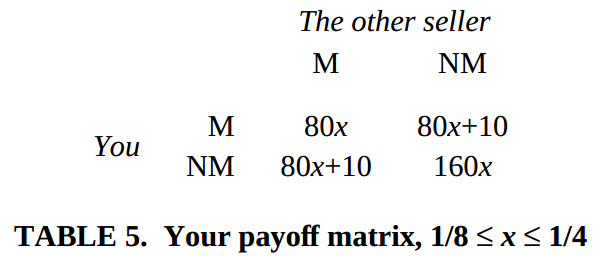 The other seller
M NM
M 80x 80x+10
You
NM 80x+10 160x
TABLE 5. Your payoff matrix, 1/8 ≤ x ≤ 1/4